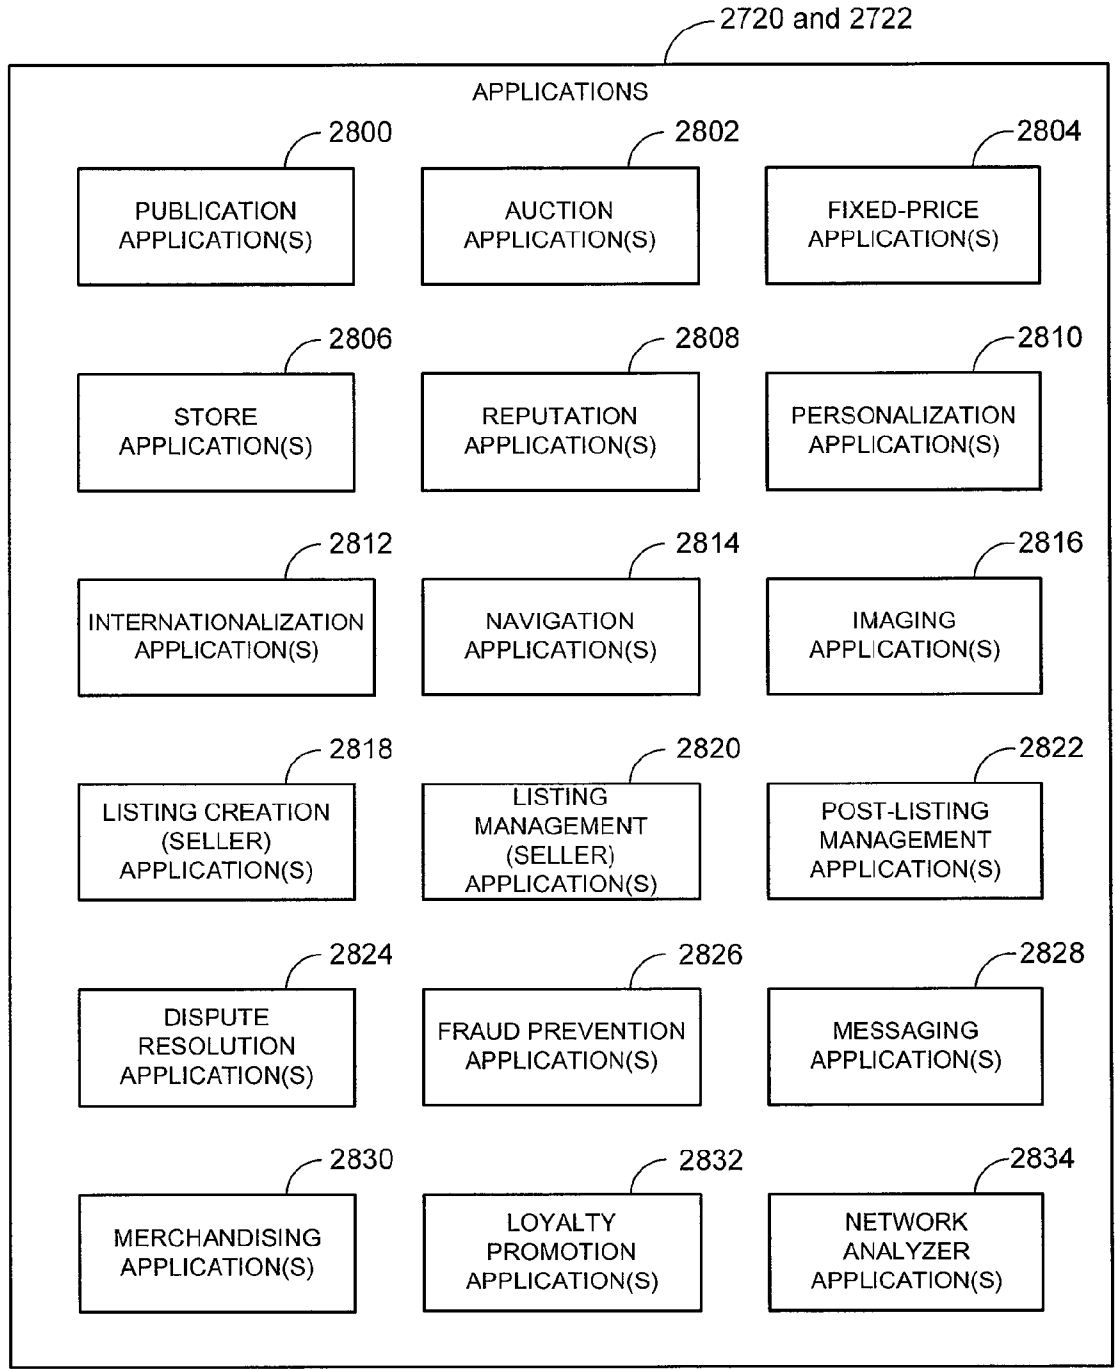 2720 and 2722
APPLICATIONS
2800
PUBLICATION
APPLICATION(S)
2802
AUCTION
APPLICATION(S)
2804
FIXED-PRICE
APPLICATION(S)
2806
STORE
APPLICATION(S)
2808
REPUTATION
APPLICATION(S)
2810
PERSONALIZATION
APPLICATION(S)
2812
INTERNATIONALIZATION
APPLICATION(S)
2814
NAVIGATION
APPLICATION(S)
2816
IMAGING
APPLICATION(S)
2818
LISTING CREATION
(SELLER)
APPLICATION(S)
2820
LISTING
MANAGEMENT
(SELLER)
APPLICATION(S)
2822
POST-LISTING
MANAGEMENT
APPLICATION(S)
2824
DISPUTE
RESOLUTION
APPLICATION(S)
2826
FRAUD PREVENTION
APPLICATION(S)
2828
MESSAGING
APPLICATION(S)
2830
MERCHANDISING
APPLICATION(S)
2832
LOYALTY
PROMOTION
APPLICATION(S)
2834
NETWORK
ANALYZER
APPLICATION(S)